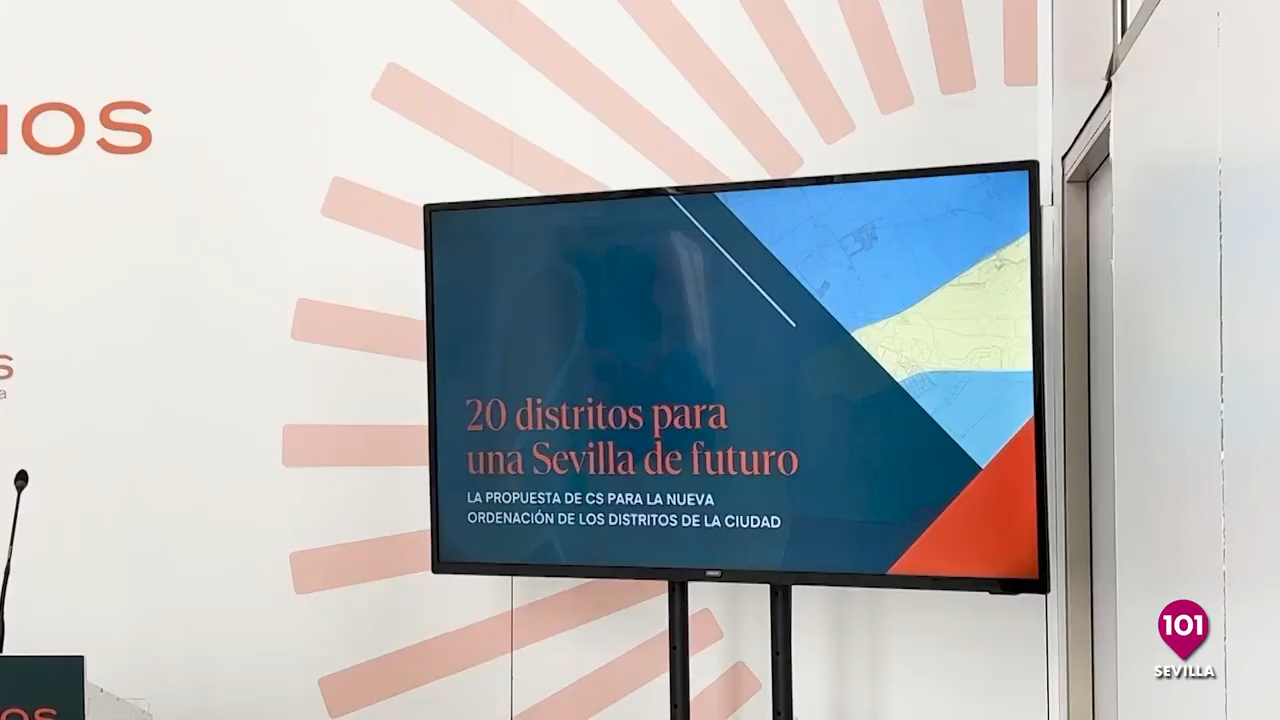 IOS
S
a
20 distritos para
una Sevilla de futuro
LA PROPUESTA DE CS PARA LA NUEVA
ORDENACIÓN DE LOS DISTRITOS DE LA CIUDAD
OS
101
SEVILLA